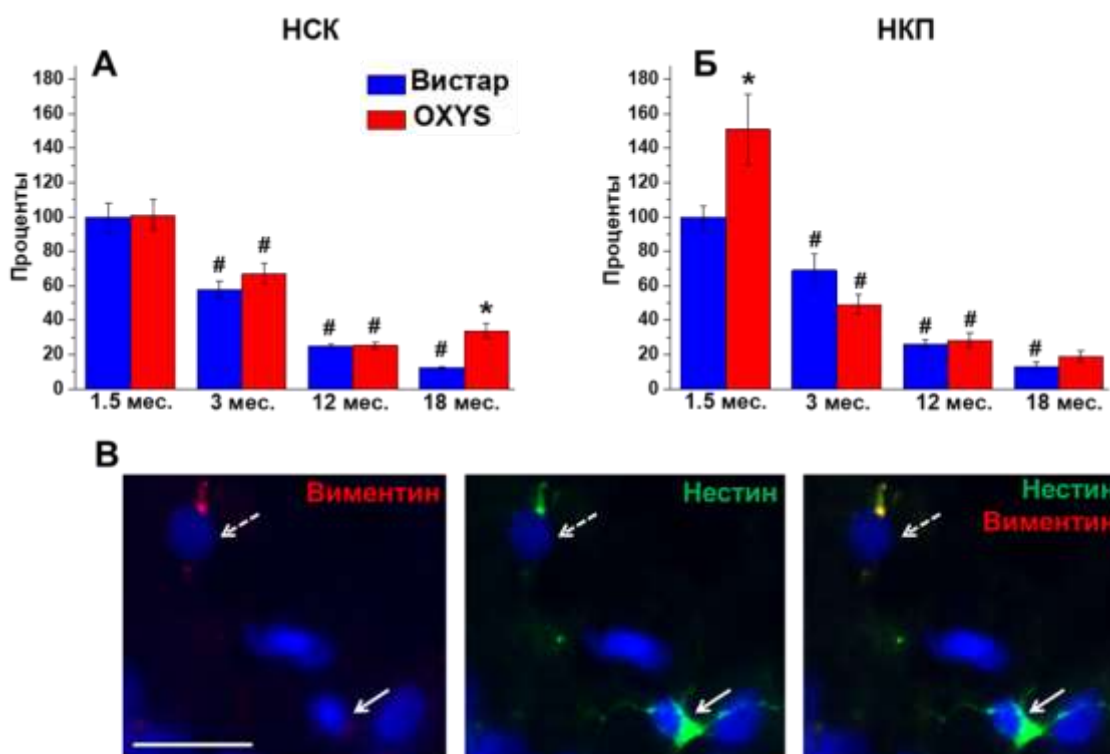 НСК
НКП
А
Вистар
OXYS
Проценты
180
160
140
120
100
80
60
40
20
0
#
#
#
#
#
*
1.5 мес.
3 мес.
12 мес.
18 мес.
Б
Проценты
180
160
140
120
100
80
60
40
20
0
*
#
#
#
#
#
1.5 мес.
3 мес.
12 мес.
18 мес.
В
Виментин
Нестин
Нестин
Виментин